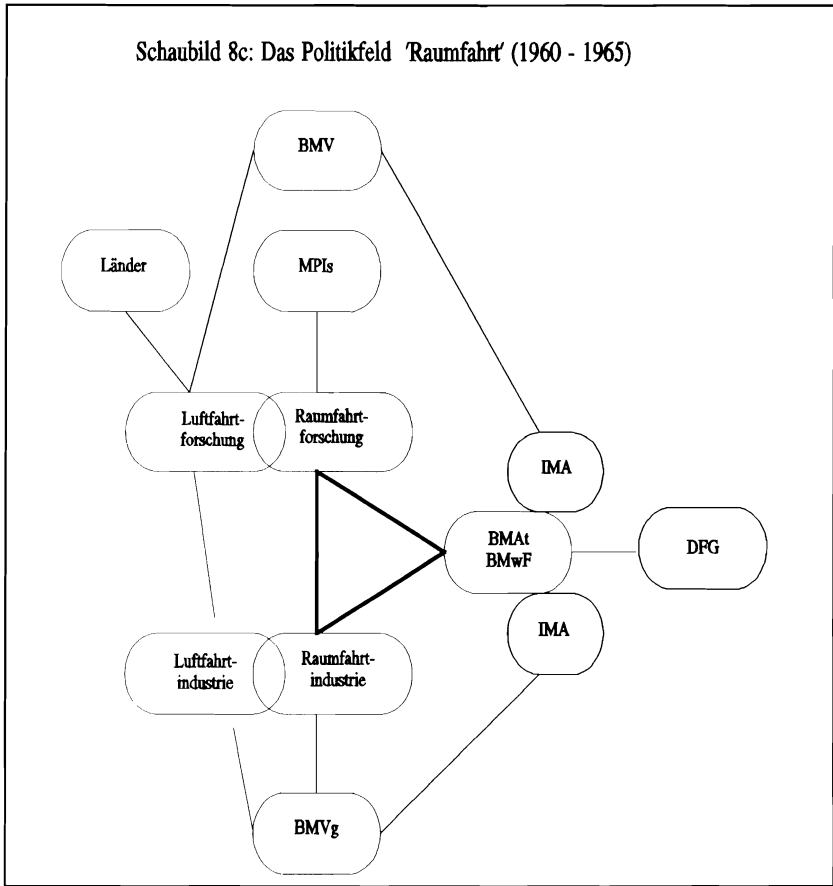 Schaubild 8c: Das Politikfeld 'Raumfahrt' (1960 - 1965)
BMV
Länder
MPIs
Luftfahrt-
forschung
Raumfahrt-
forschung
IMA
BMAt
BMwF
DFG
IMA
Luftfahrt-
industrie
Raumfahrt-
industrie
BMVg